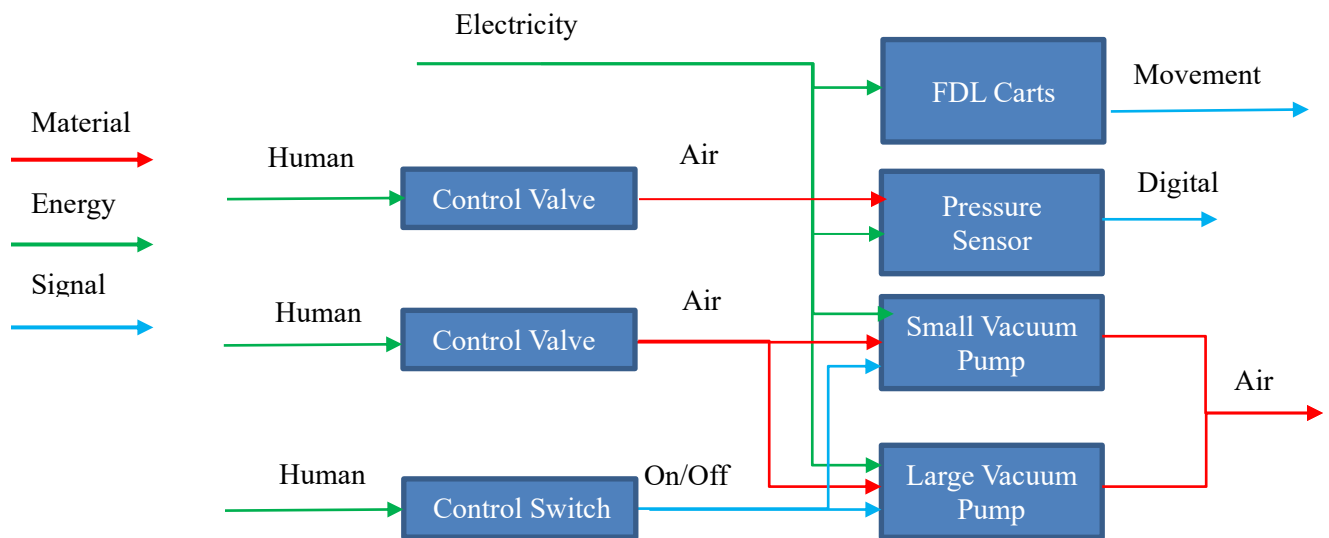 Electricity
FDL Carts
Movement
Material
Human
Control Valve
Air
Pressure
Sensor
Digital
Energy
Signal
Human
Control Valve
Air
Small Vacuum
Pump
Air
Human
Control Switch
On/Off
Large Vacuum
Pump